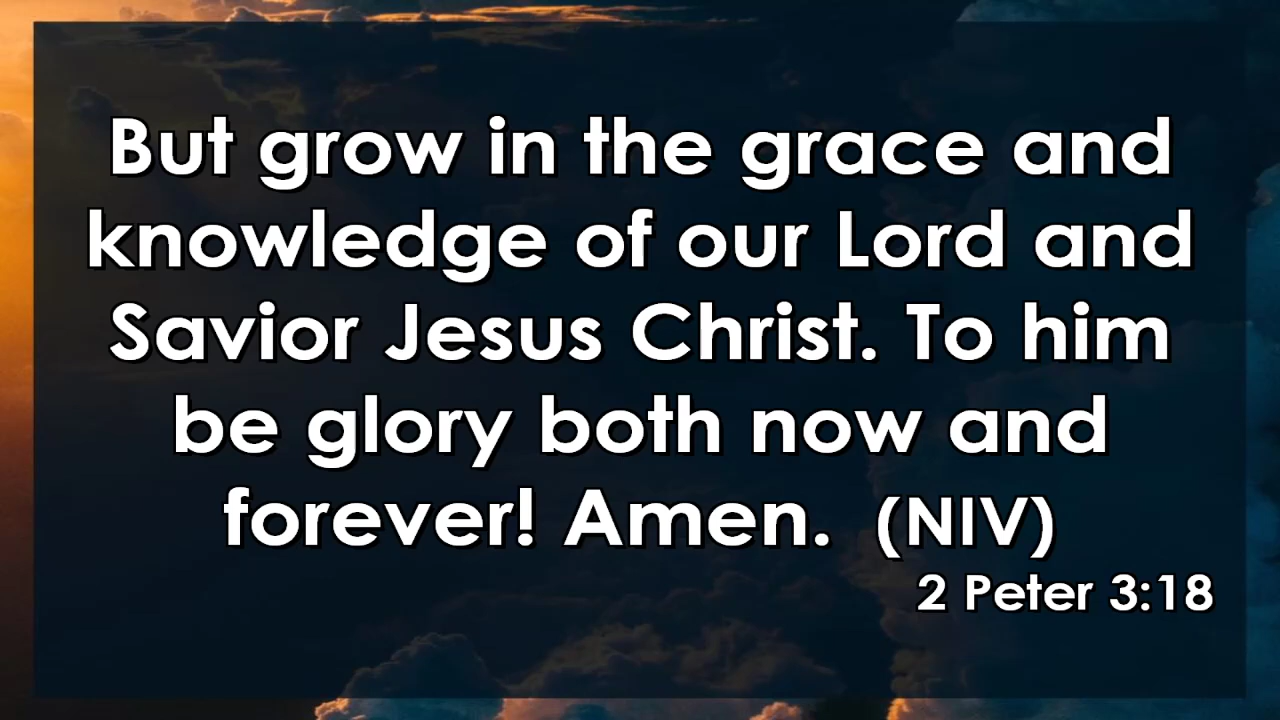 But grow in the grace and
knowledge of our Lord and
Savior Jesus Christ. To him
be glory both now and
forever! Amen. (NIV)
2 Peter 3:18